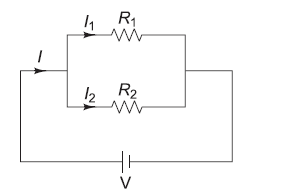 I₁ R₁
I
I₂ R₂
V